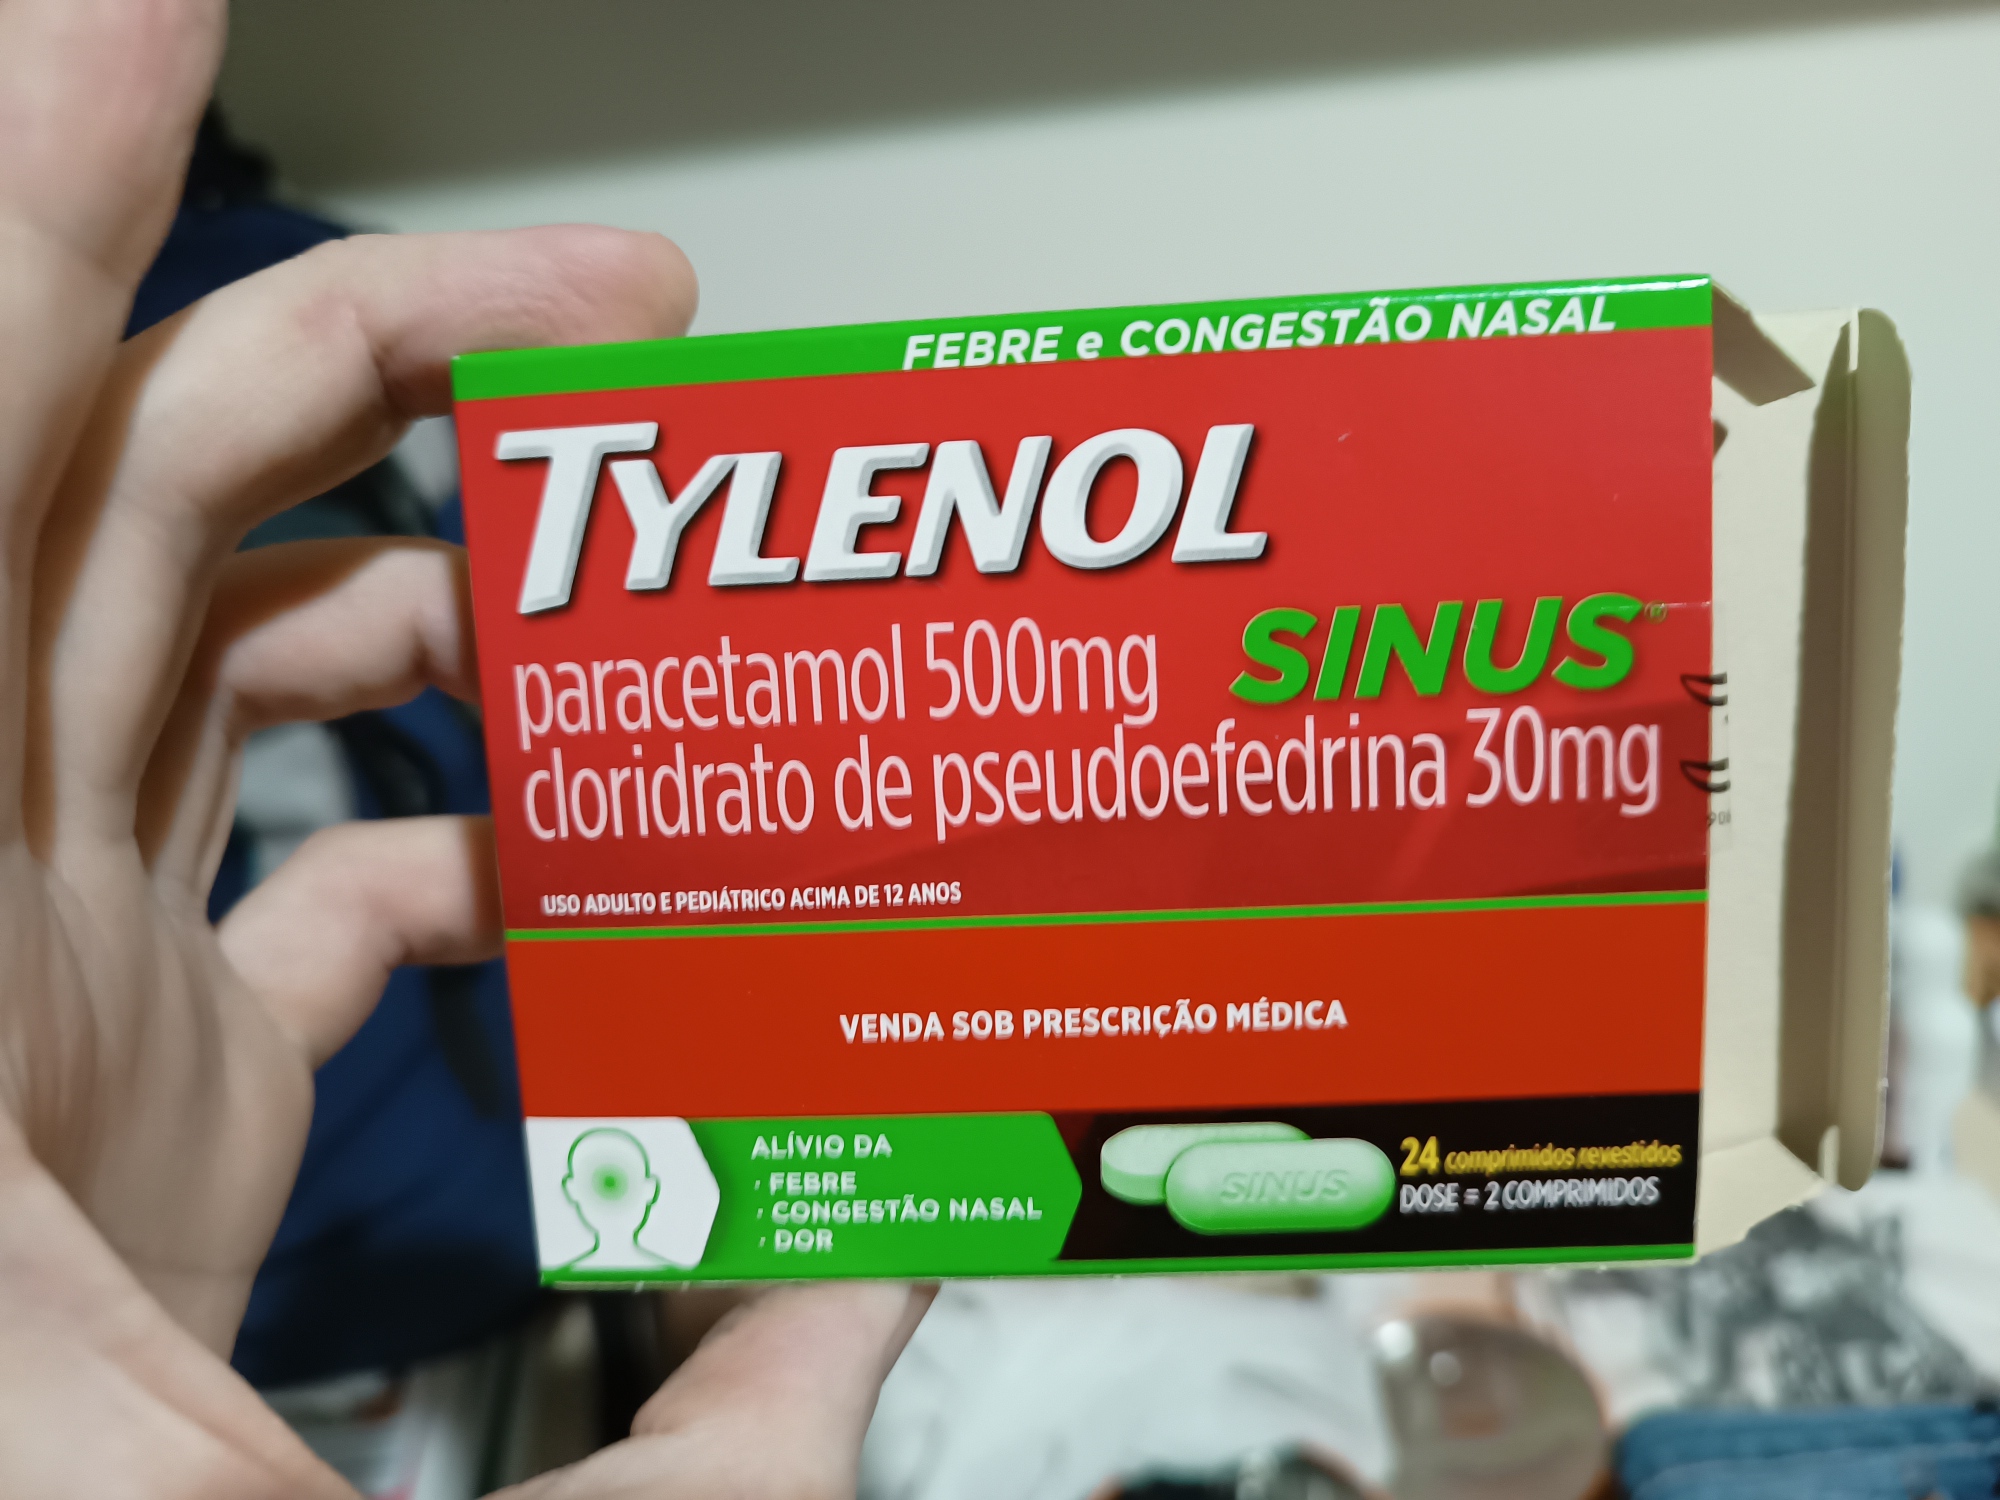 FEBRE e CONGESTÃO NASAL
TYLENOL
SINUS®
paracetamol 500mg
cloridrato de pseudoefedrina 30mg
USO ADULTO E PEDIÁTRICO ACIMA DE 12 ANOS
VENDA SOB PRESCRIÇÃO MÉDICA
ALÍVIO DA
· FEBRE
· CONGESTÃO NASAL
· DOR
SINUS
24 comprimidos revestidos
DOSE = 2 COMPRIMIDOS